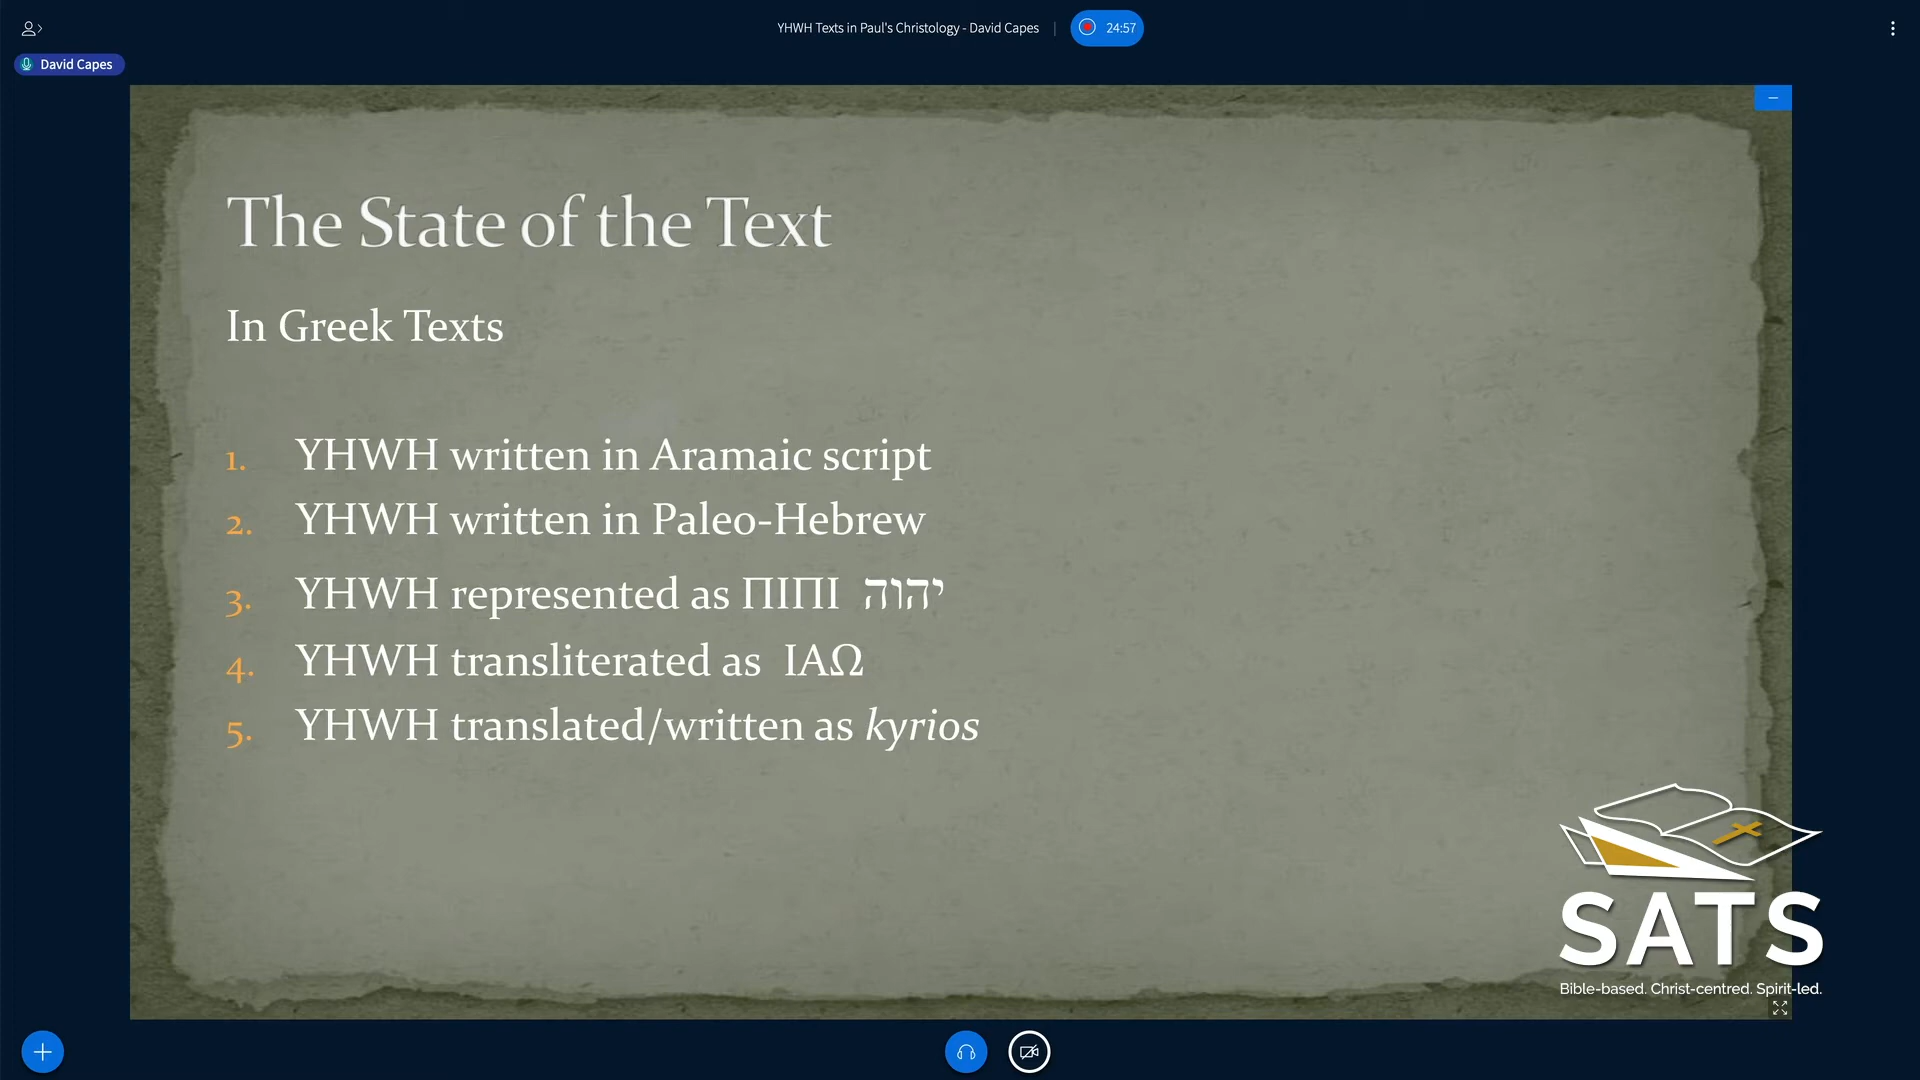 YHWH Texts in Paul's Christology - David Capes
24:57
David Capes
The State of the Text
In Greek Texts
1. YHWH written in Aramaic script
2. YHWH written in Paleo-Hebrew
3. YHWH represented as ΠΙΠΙ יהוה
4. YHWH transliterated as ΙΑΩ
5. YHWH translated/written as kyrios
SATS
Bible-based. Christ-centred. Spirit-led.